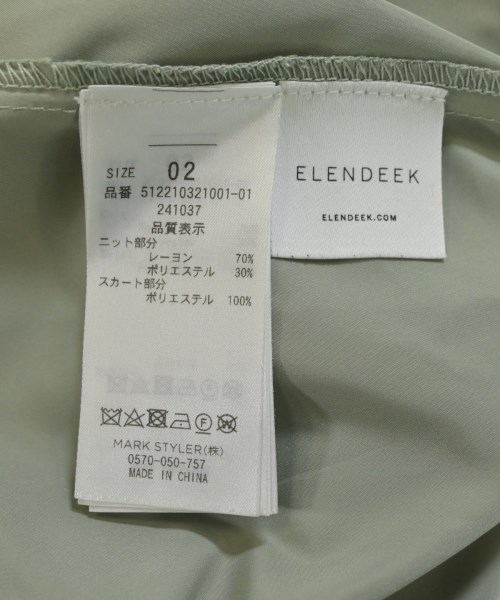 SIZE 02
品番 512210321001-01
241037
品質表示
ニット部分
レーヨン 70%
ポリエステル 30%
スカート部分
ポリエステル 100%
MARK STYLER(株)
0570-050-757
MADE IN CHINA
ELENDEEK
ELENDEEK.COM